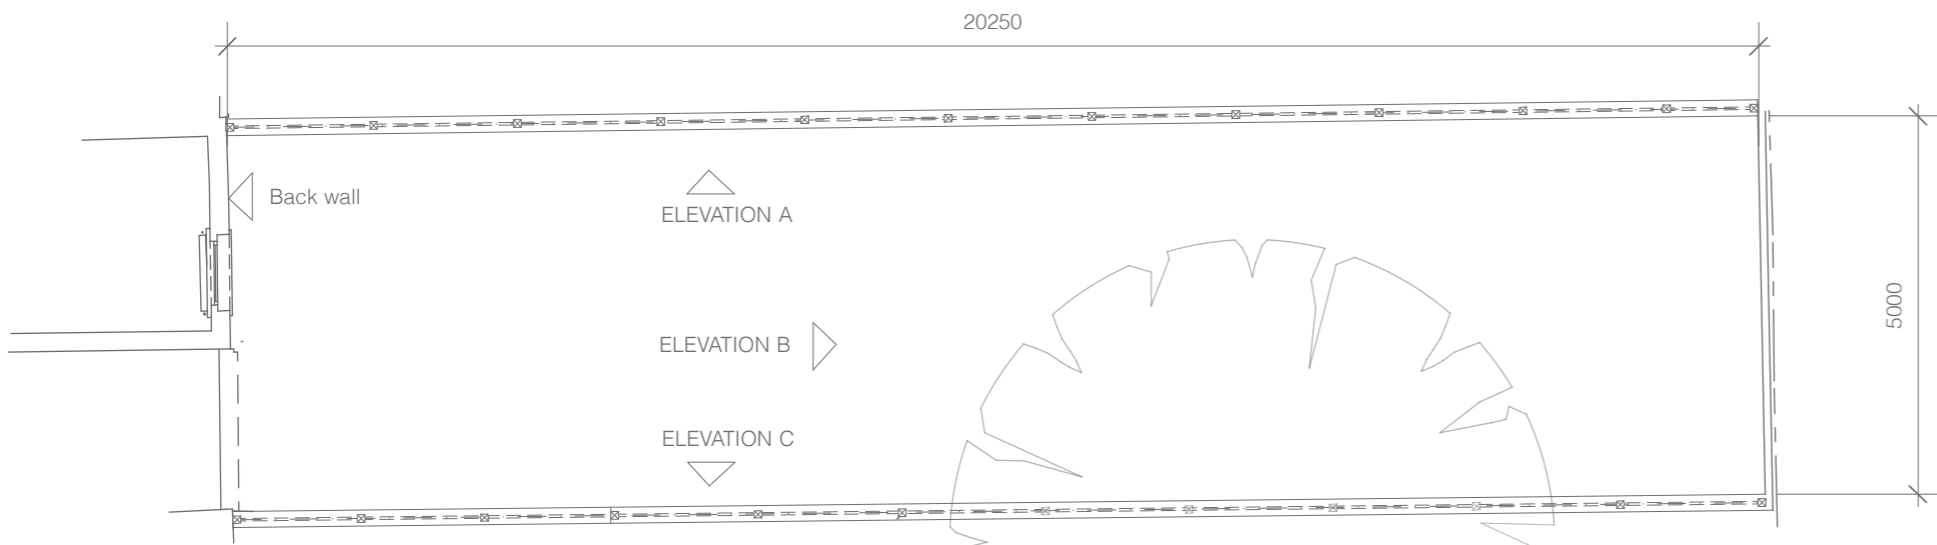 20250
Back wall
ELEVATION A
5000
ELEVATION B
ELEVATION C